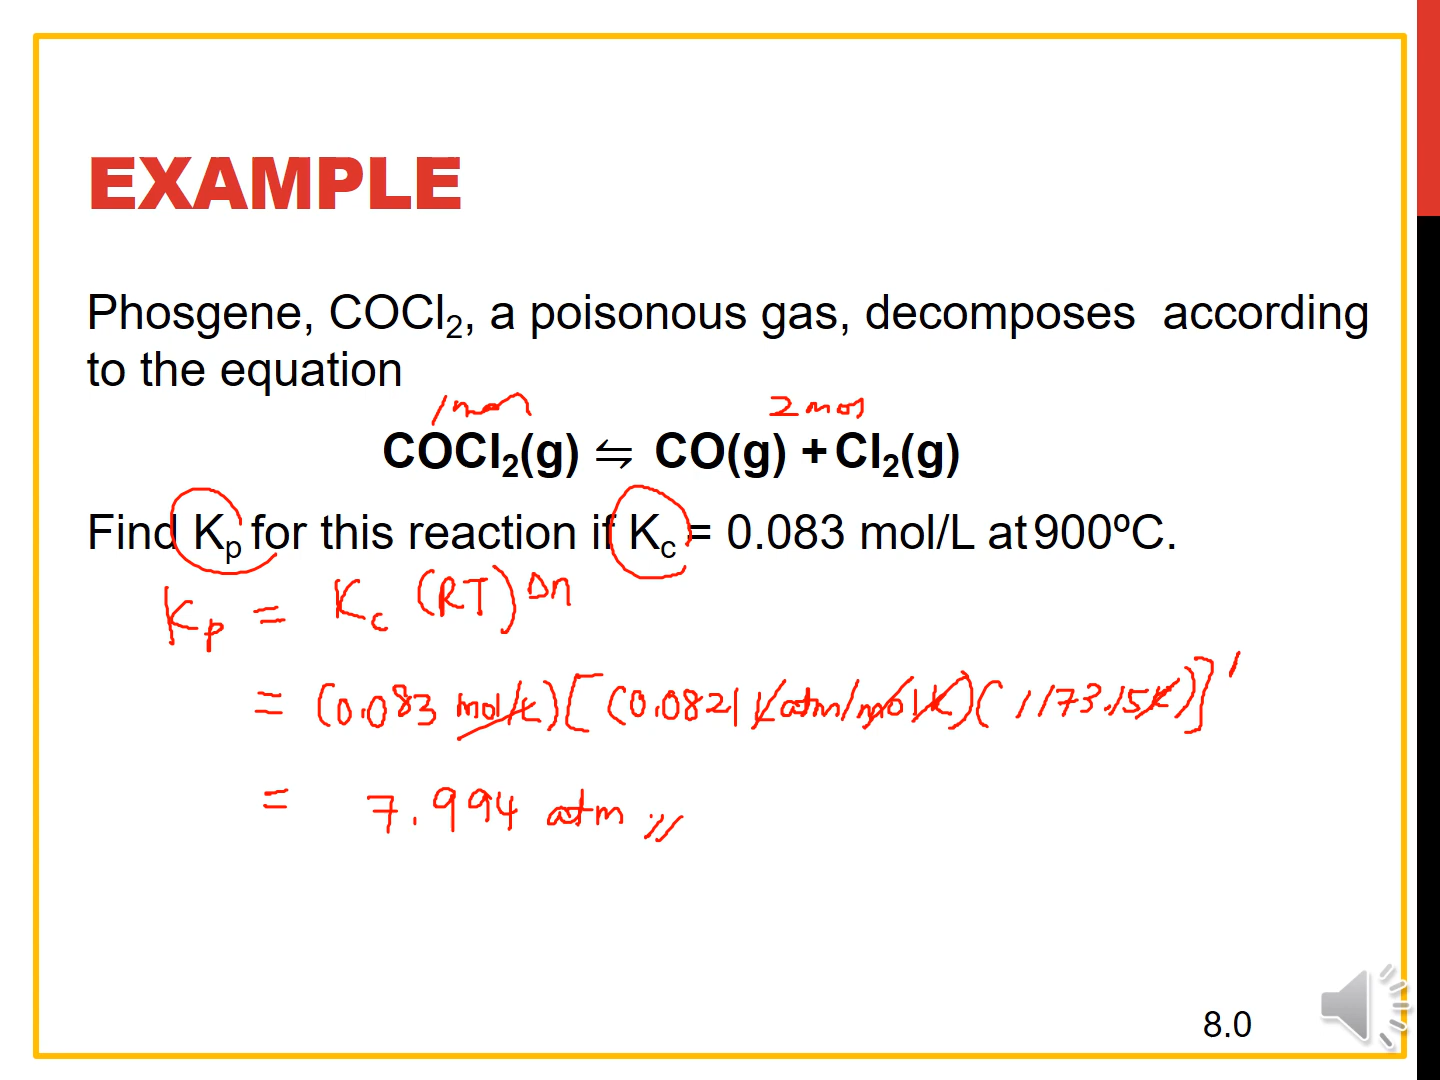 EXAMPLE
Phosgene, COCl₂, a poisonous gas, decomposes according
to the equation
1 mol 2 mol
COCl₂(g) ⇋ CO(g) + Cl₂(g)
Find Kp for this reaction if Kc = 0.083 mol/L at 900ºC.
Kp = Kc (RT)^Δn
= (0.083 mol/L)[(0.0821 L atm/mol K)(1173.15K)]^1
= 7.994 atm //
8.0